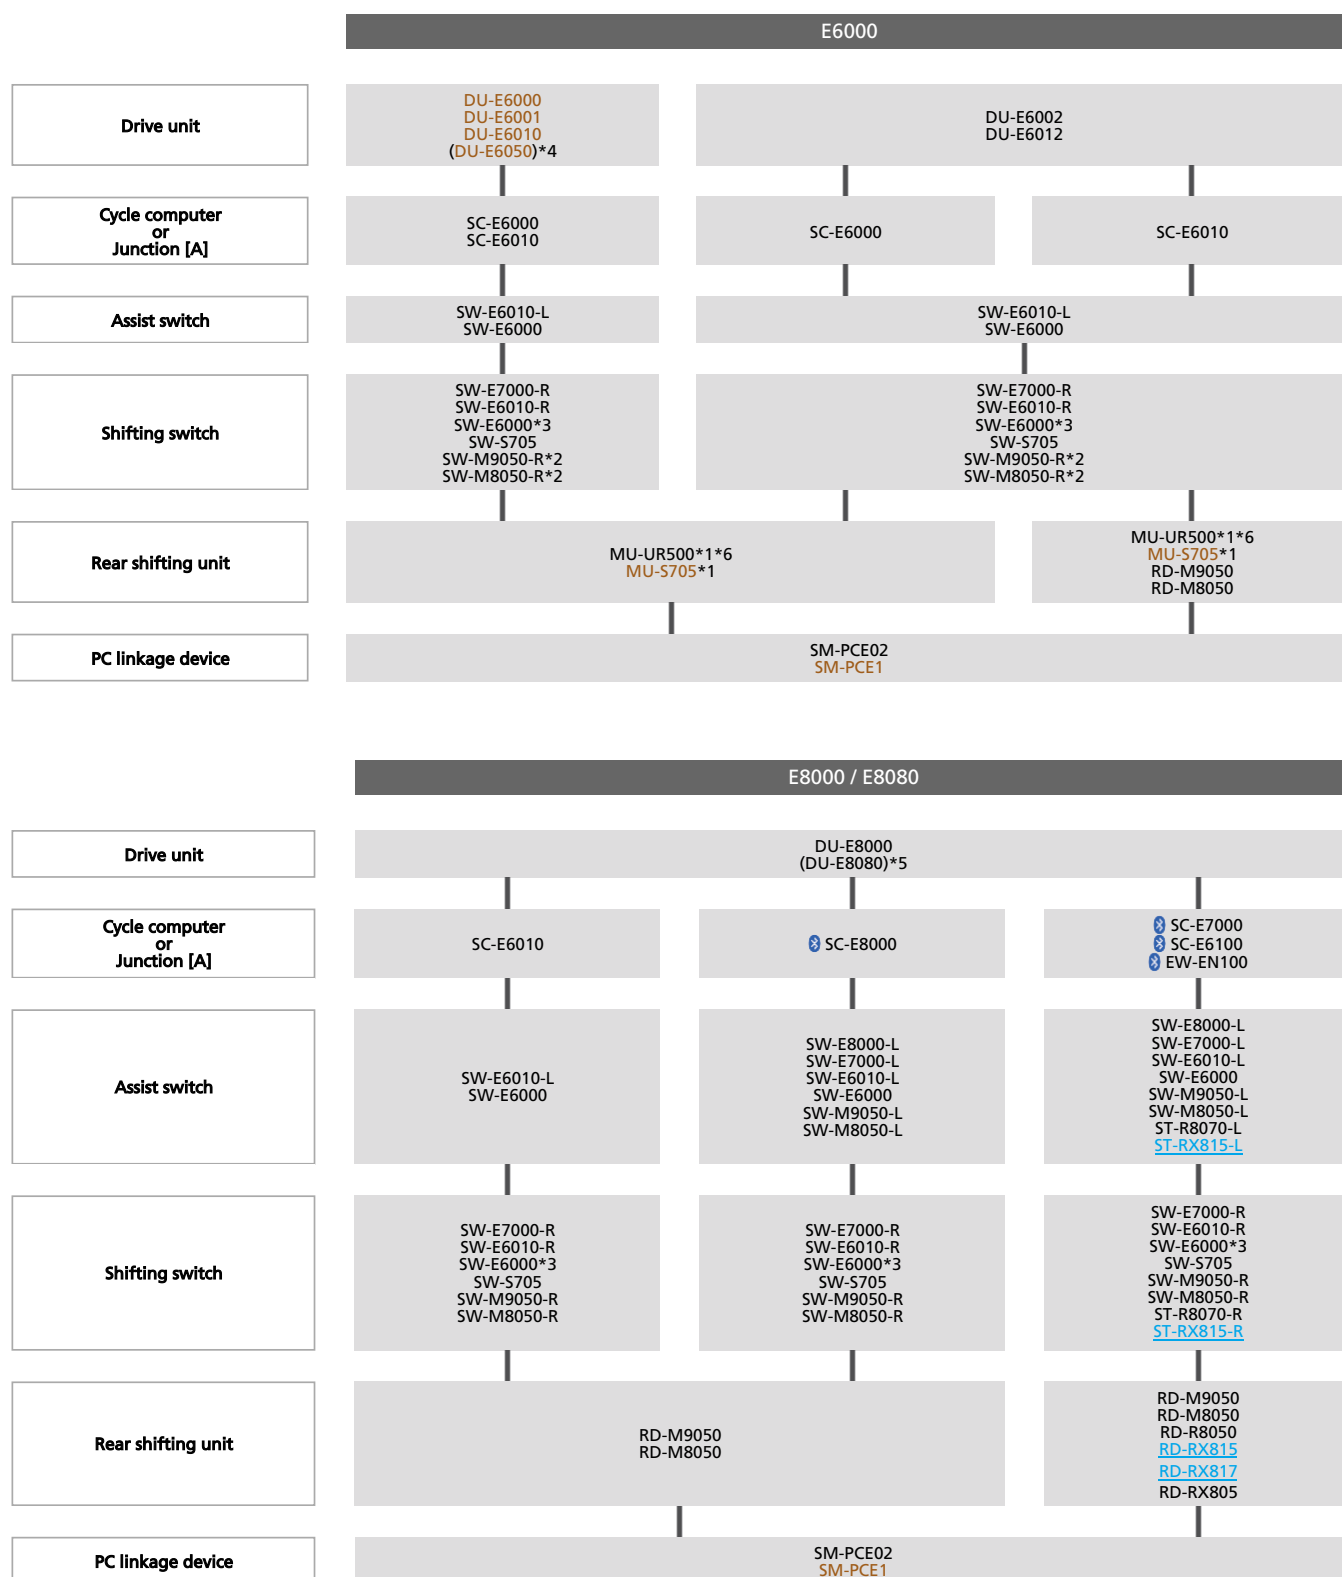 E6000
Drive unit
DU-E6000
DU-E6001
DU-E6010
(DU-E6050)*4
DU-E6002
DU-E6012
Cycle computer
or
Junction [A]
SC-E6000
SC-E6010
SC-E6000
SC-E6010
Assist switch
SW-E6010-L
SW-E6000
SW-E6010-L
SW-E6000
Shifting switch
SW-E7000-R
SW-E6010-R
SW-E6000*3
SW-S705
SW-M9050-R*2
SW-M8050-R*2
SW-E7000-R
SW-E6010-R
SW-E6000*3
SW-S705
SW-M9050-R*2
SW-M8050-R*2
Rear shifting unit
MU-UR500*1*6
MU-S705*1
MU-UR500*1*6
MU-S705*1
RD-M9050
RD-M8050
PC linkage device
SM-PCE02
SM-PCE1
E8000 / E8080
Drive unit
DU-E8000
(DU-E8080)*5
Cycle computer
or
Junction [A]
SC-E6010
SC-E8000
SC-E7000
SC-E6100
EW-EN100
Assist switch
SW-E6010-L
SW-E6000
SW-E8000-L
SW-E7000-L
SW-E6010-L
SW-E6000
SW-M9050-L
SW-M8050-L
SW-E8000-L
SW-E7000-L
SW-E6010-L
SW-E6000
SW-M9050-L
SW-M8050-L
ST-R8070-L
ST-RX815-L
Shifting switch
SW-E7000-R
SW-E6010-R
SW-E6000*3
SW-S705
SW-M9050-R
SW-M8050-R
SW-E7000-R
SW-E6010-R
SW-E6000*3
SW-S705
SW-M9050-R
SW-M8050-R
SW-E7000-R
SW-E6010-R
SW-E6000*3
SW-S705
SW-M9050-R
SW-M8050-R
ST-R8070-R
ST-RX815-R
Rear shifting unit
RD-M9050
RD-M8050
RD-M9050
RD-M8050
RD-R8050
RD-RX815
RD-RX817
RD-RX805
PC linkage device
SM-PCE02
SM-PCE1